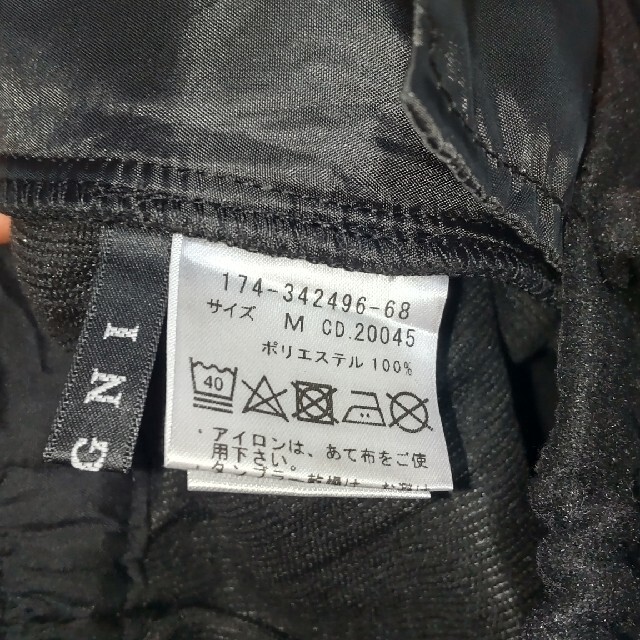 174-342496-68
サイズ M CD.20045
ポリエステル 100%
40
・アイロンは、あて布をご使
用下さい。
GNI